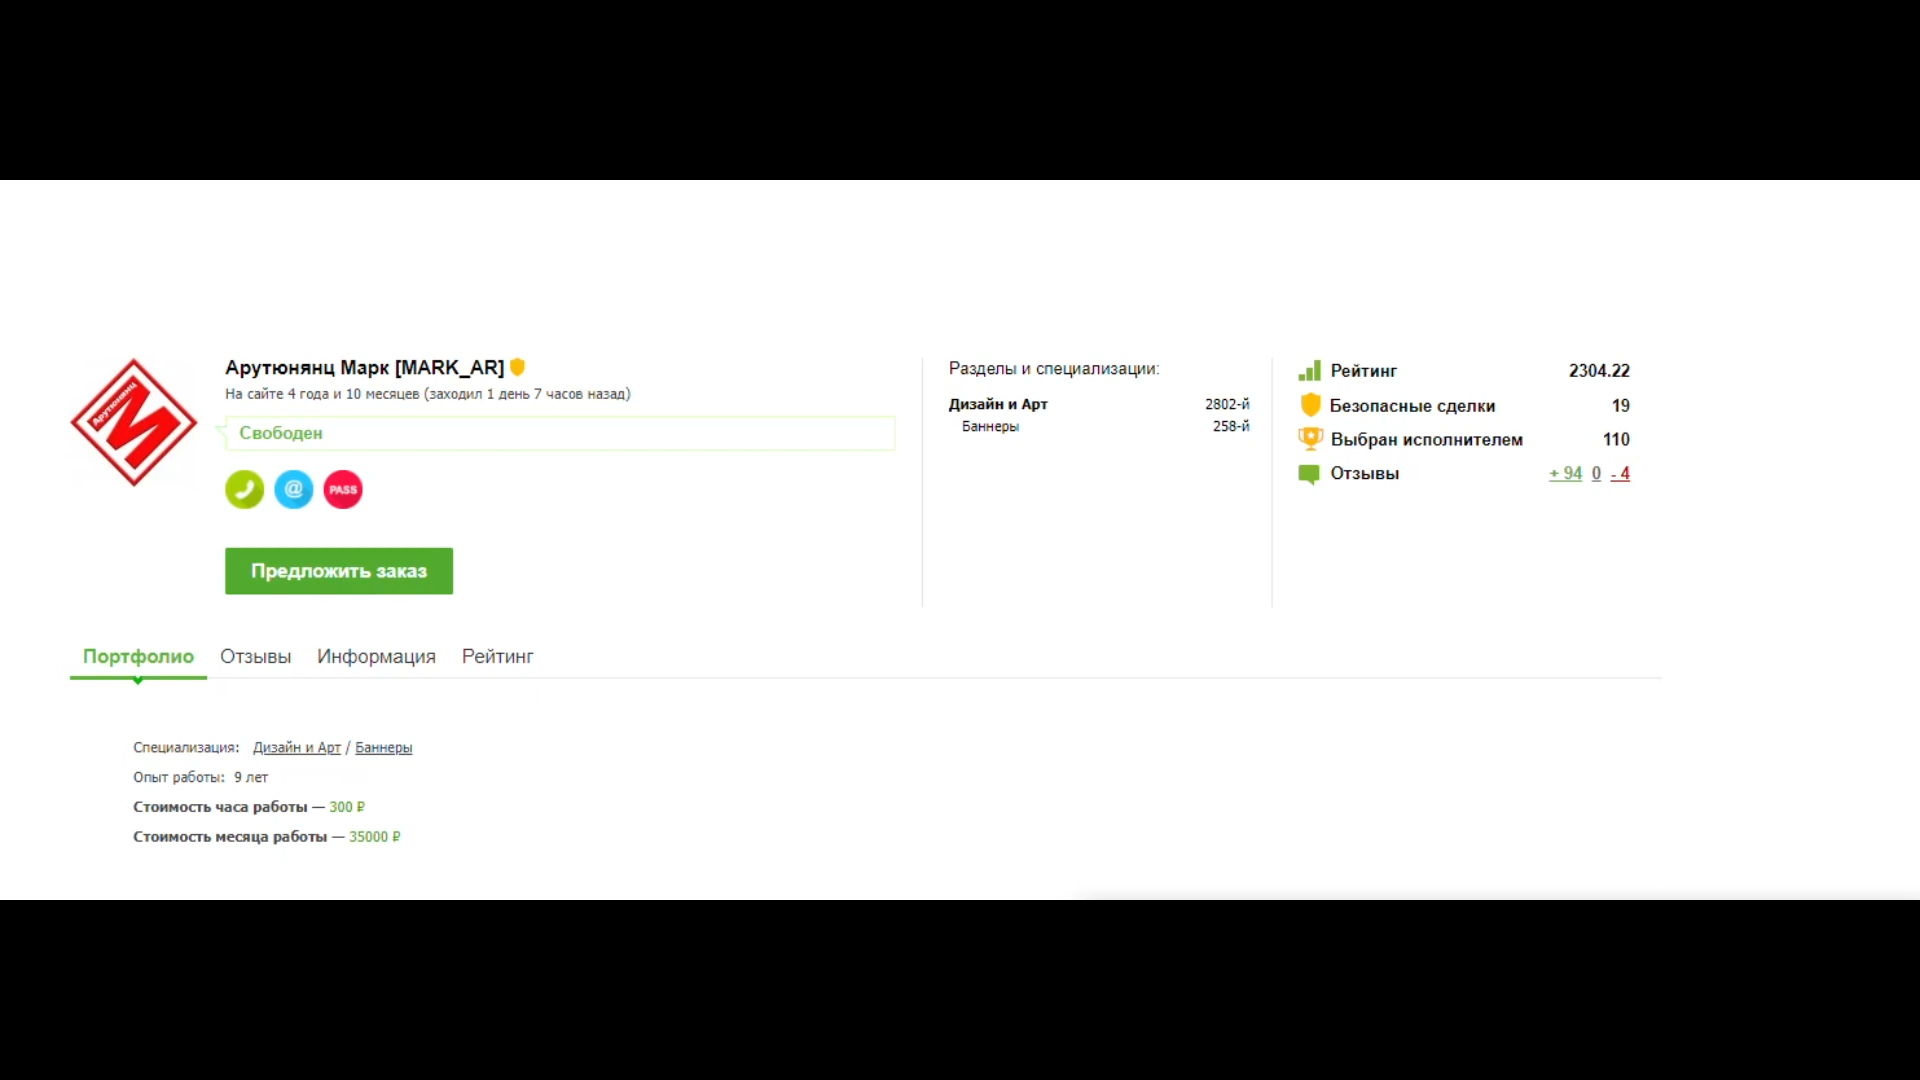 Арутюнянц
М
Арутюнянц Марк [MARK_AR]
На сайте 4 года и 10 месяцев (заходил 1 день 7 часов назад)
Свободен
@ PASS
Предложить заказ
Разделы и специализации:
Дизайн и Арт 2802-й
Баннеры 258-й
Рейтинг 2304.22
Безопасные сделки 19
Выбран исполнителем 110
Отзывы + 94 0 - 4
Портфолио Отзывы Информация Рейтинг
Специализация: Дизайн и Арт / Баннеры
Опыт работы: 9 лет
Стоимость часа работы — 300 ₽
Стоимость месяца работы — 35000 ₽